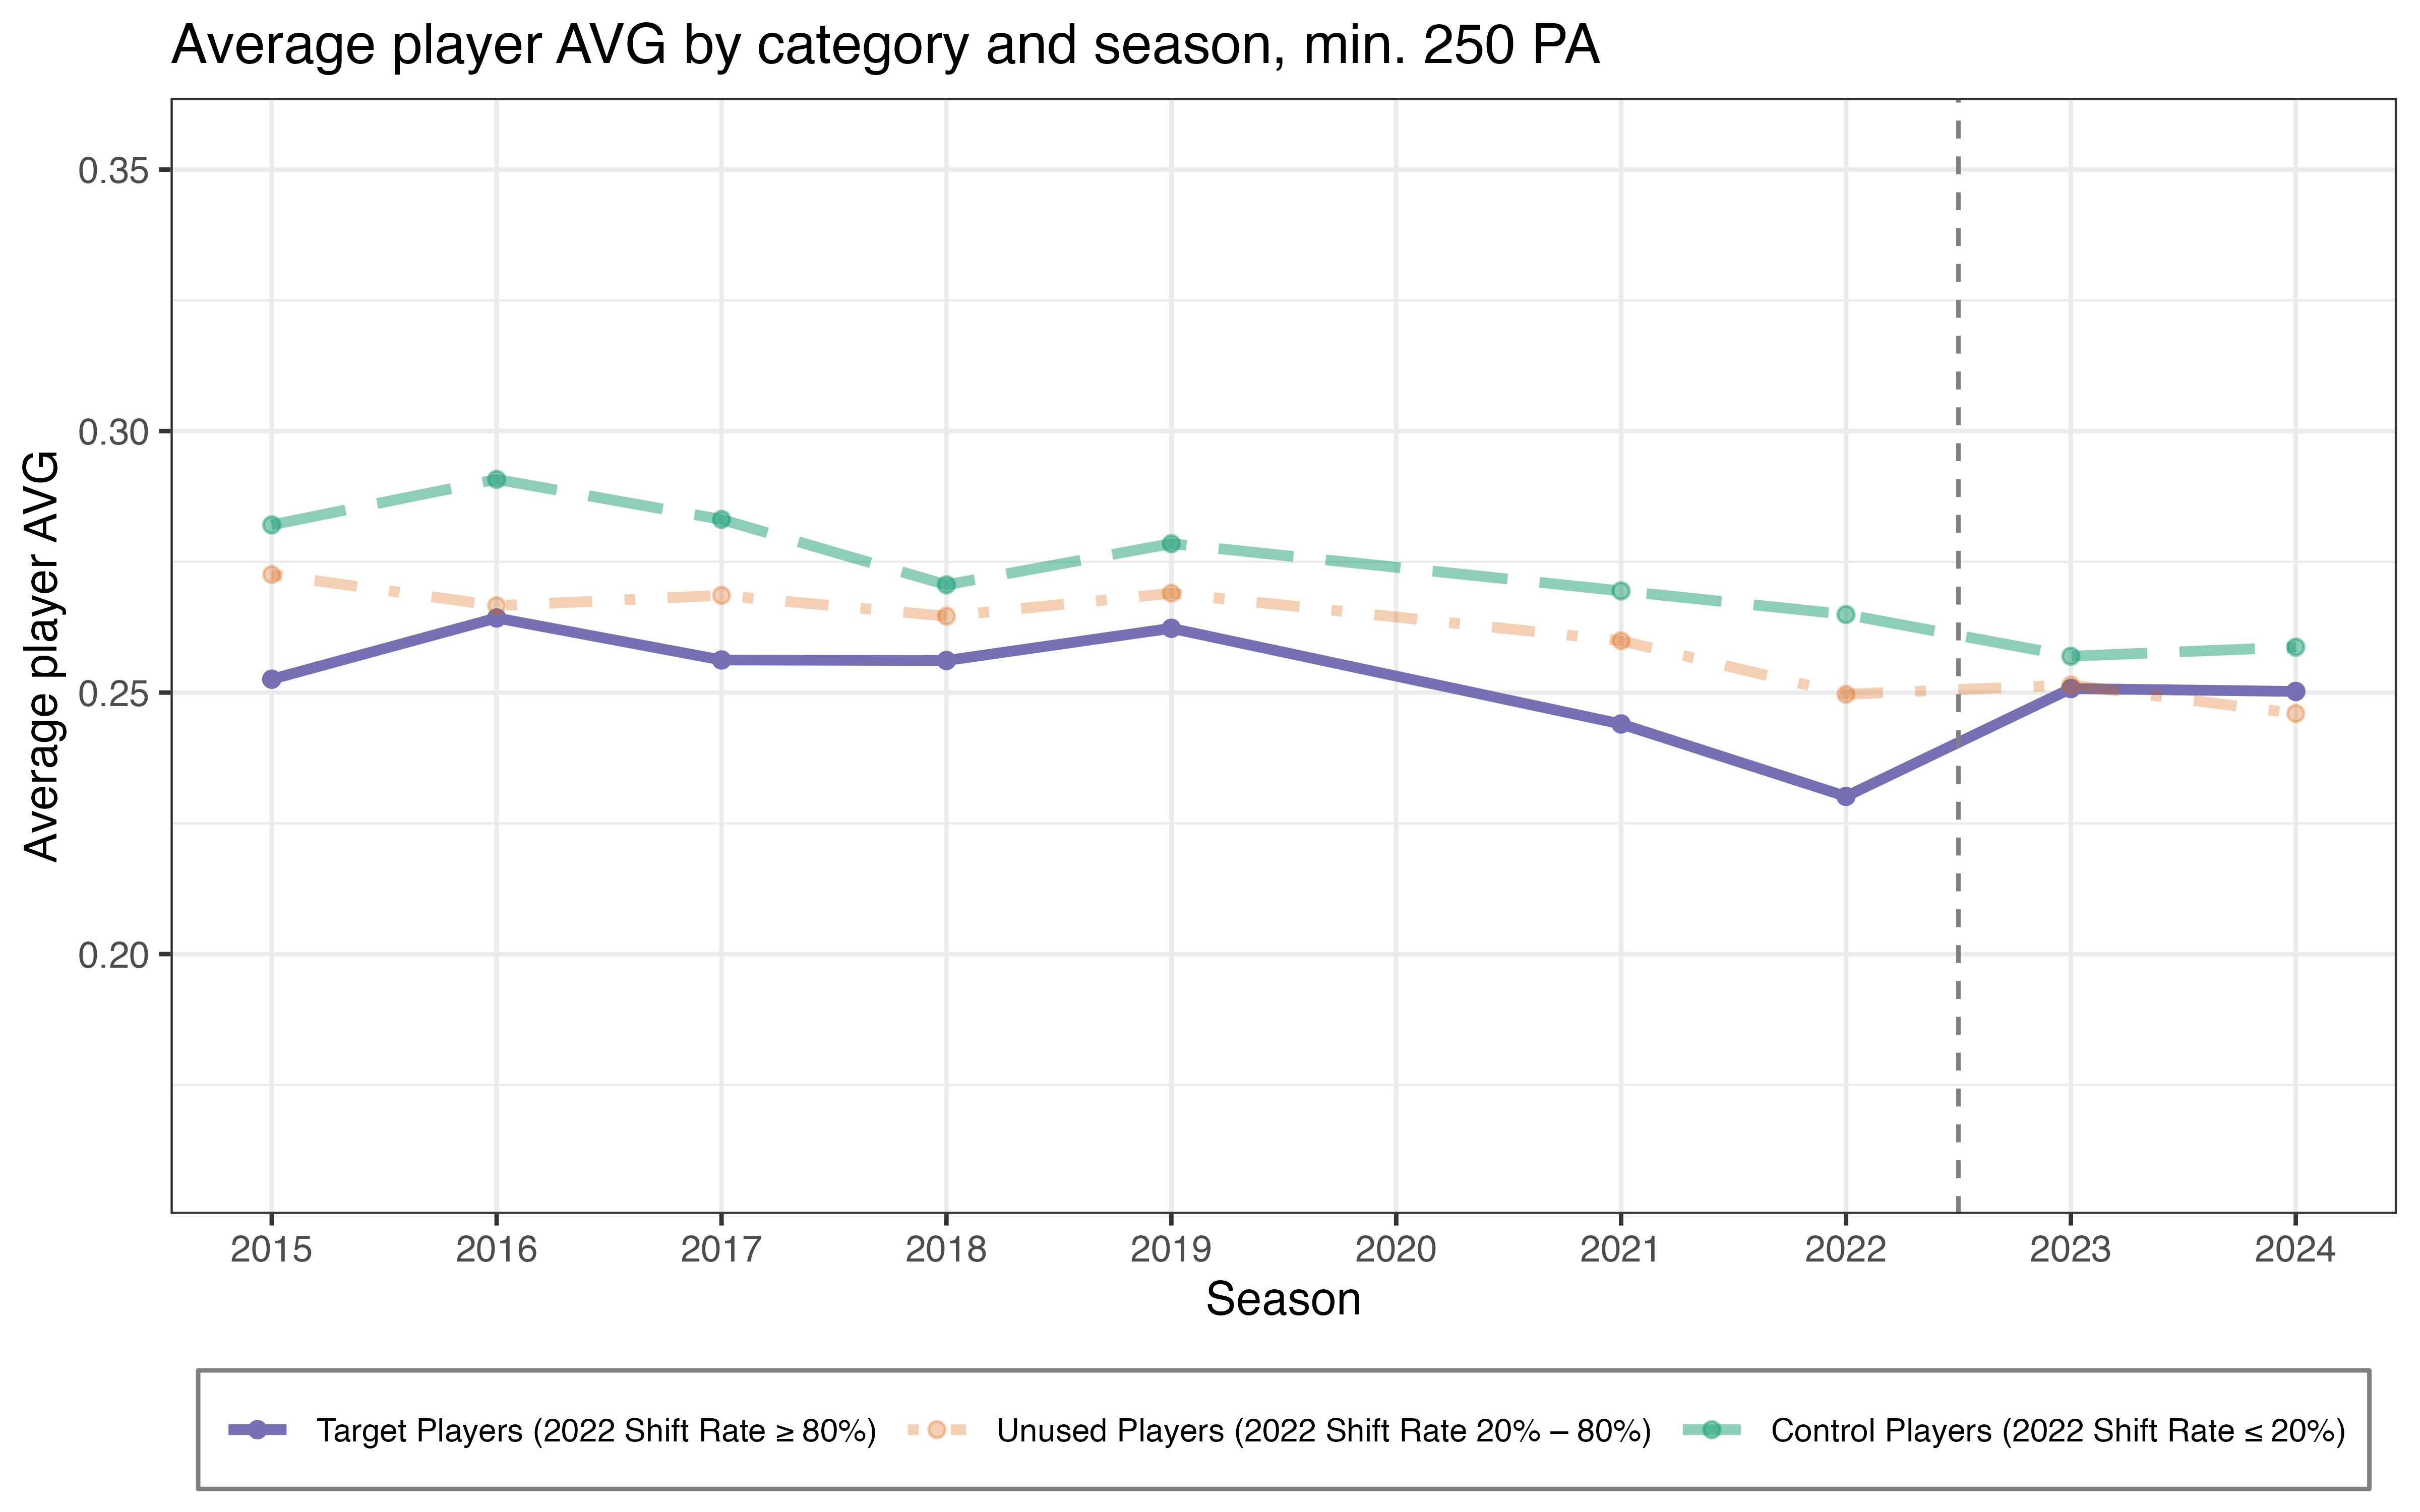 Average player AVG by category and season, min. 250 PA
Average player AVG
0.35
0.30
0.25
0.20
2015 2016 2017 2018 2019 2020 2021 2022 2023 2024
Season
Target Players (2022 Shift Rate ≥ 80%) Unused Players (2022 Shift Rate 20% – 80%) Control Players (2022 Shift Rate ≤ 20%)